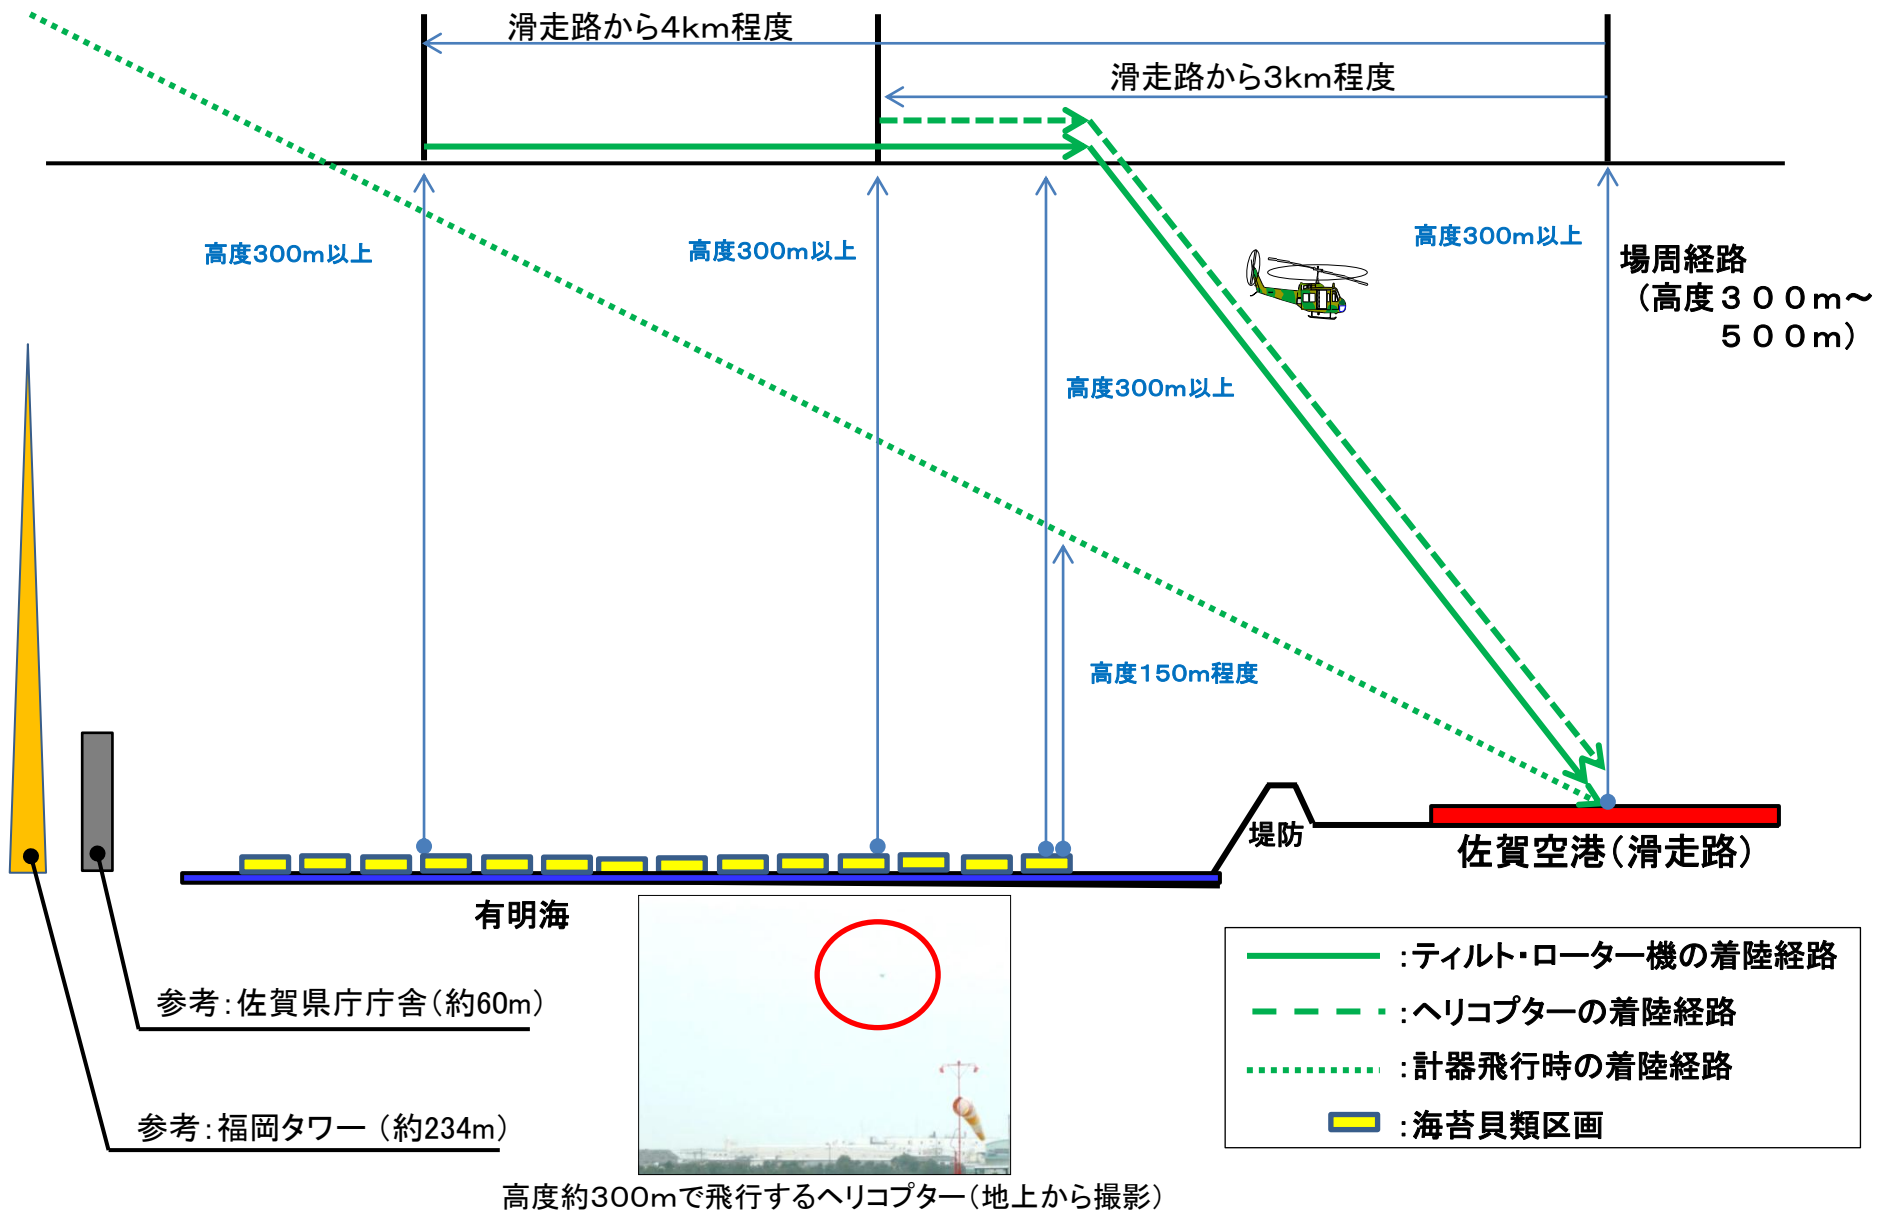 滑走路から4km程度
滑走路から3km程度
高度300m以上
高度300m以上
高度300m以上
場周経路
（高度３００m～
５００m）
高度300m以上
高度150m程度
堤防
佐賀空港（滑走路）
有明海
参考：佐賀県庁庁舎（約60m）
参考：福岡タワー（約234m）
：ティルト・ローター機の着陸経路
：ヘリコプターの着陸経路
：計器飛行時の着陸経路
：海苔貝類区画
高度約300mで飛行するヘリコプター（地上から撮影）